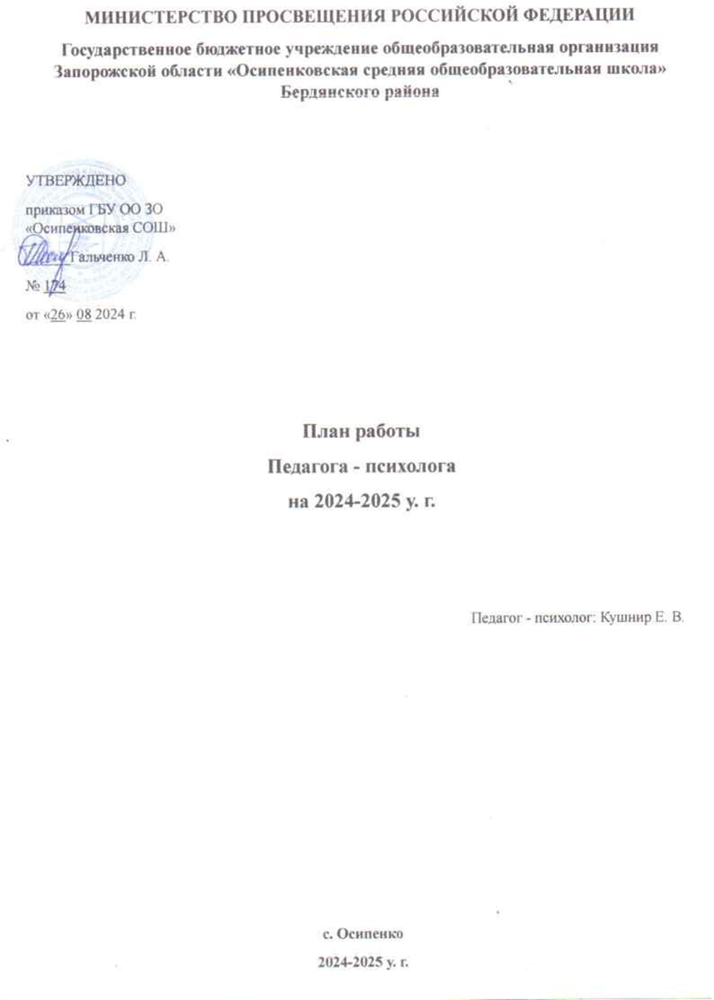 МИНИСТЕРСТВО ПРОСВЕЩЕНИЯ РОССИЙСКОЙ ФЕДЕРАЦИИ
Государственное бюджетное учреждение общеобразовательная организация
Запорожской области «Осипенковская средняя общеобразовательная школа»
Бердянского района
УТВЕРЖДЕНО
приказом ГБУ ОО ЗО
«Осипенковская СОШ»
Гальченко Л. А.
№ 174
от «26» 08 2024 г.
План работы
Педагога - психолога
на 2024-2025 у. г.
Педагог - психолог: Кушнир Е. В.
с. Осипенко
2024-2025 у. г.